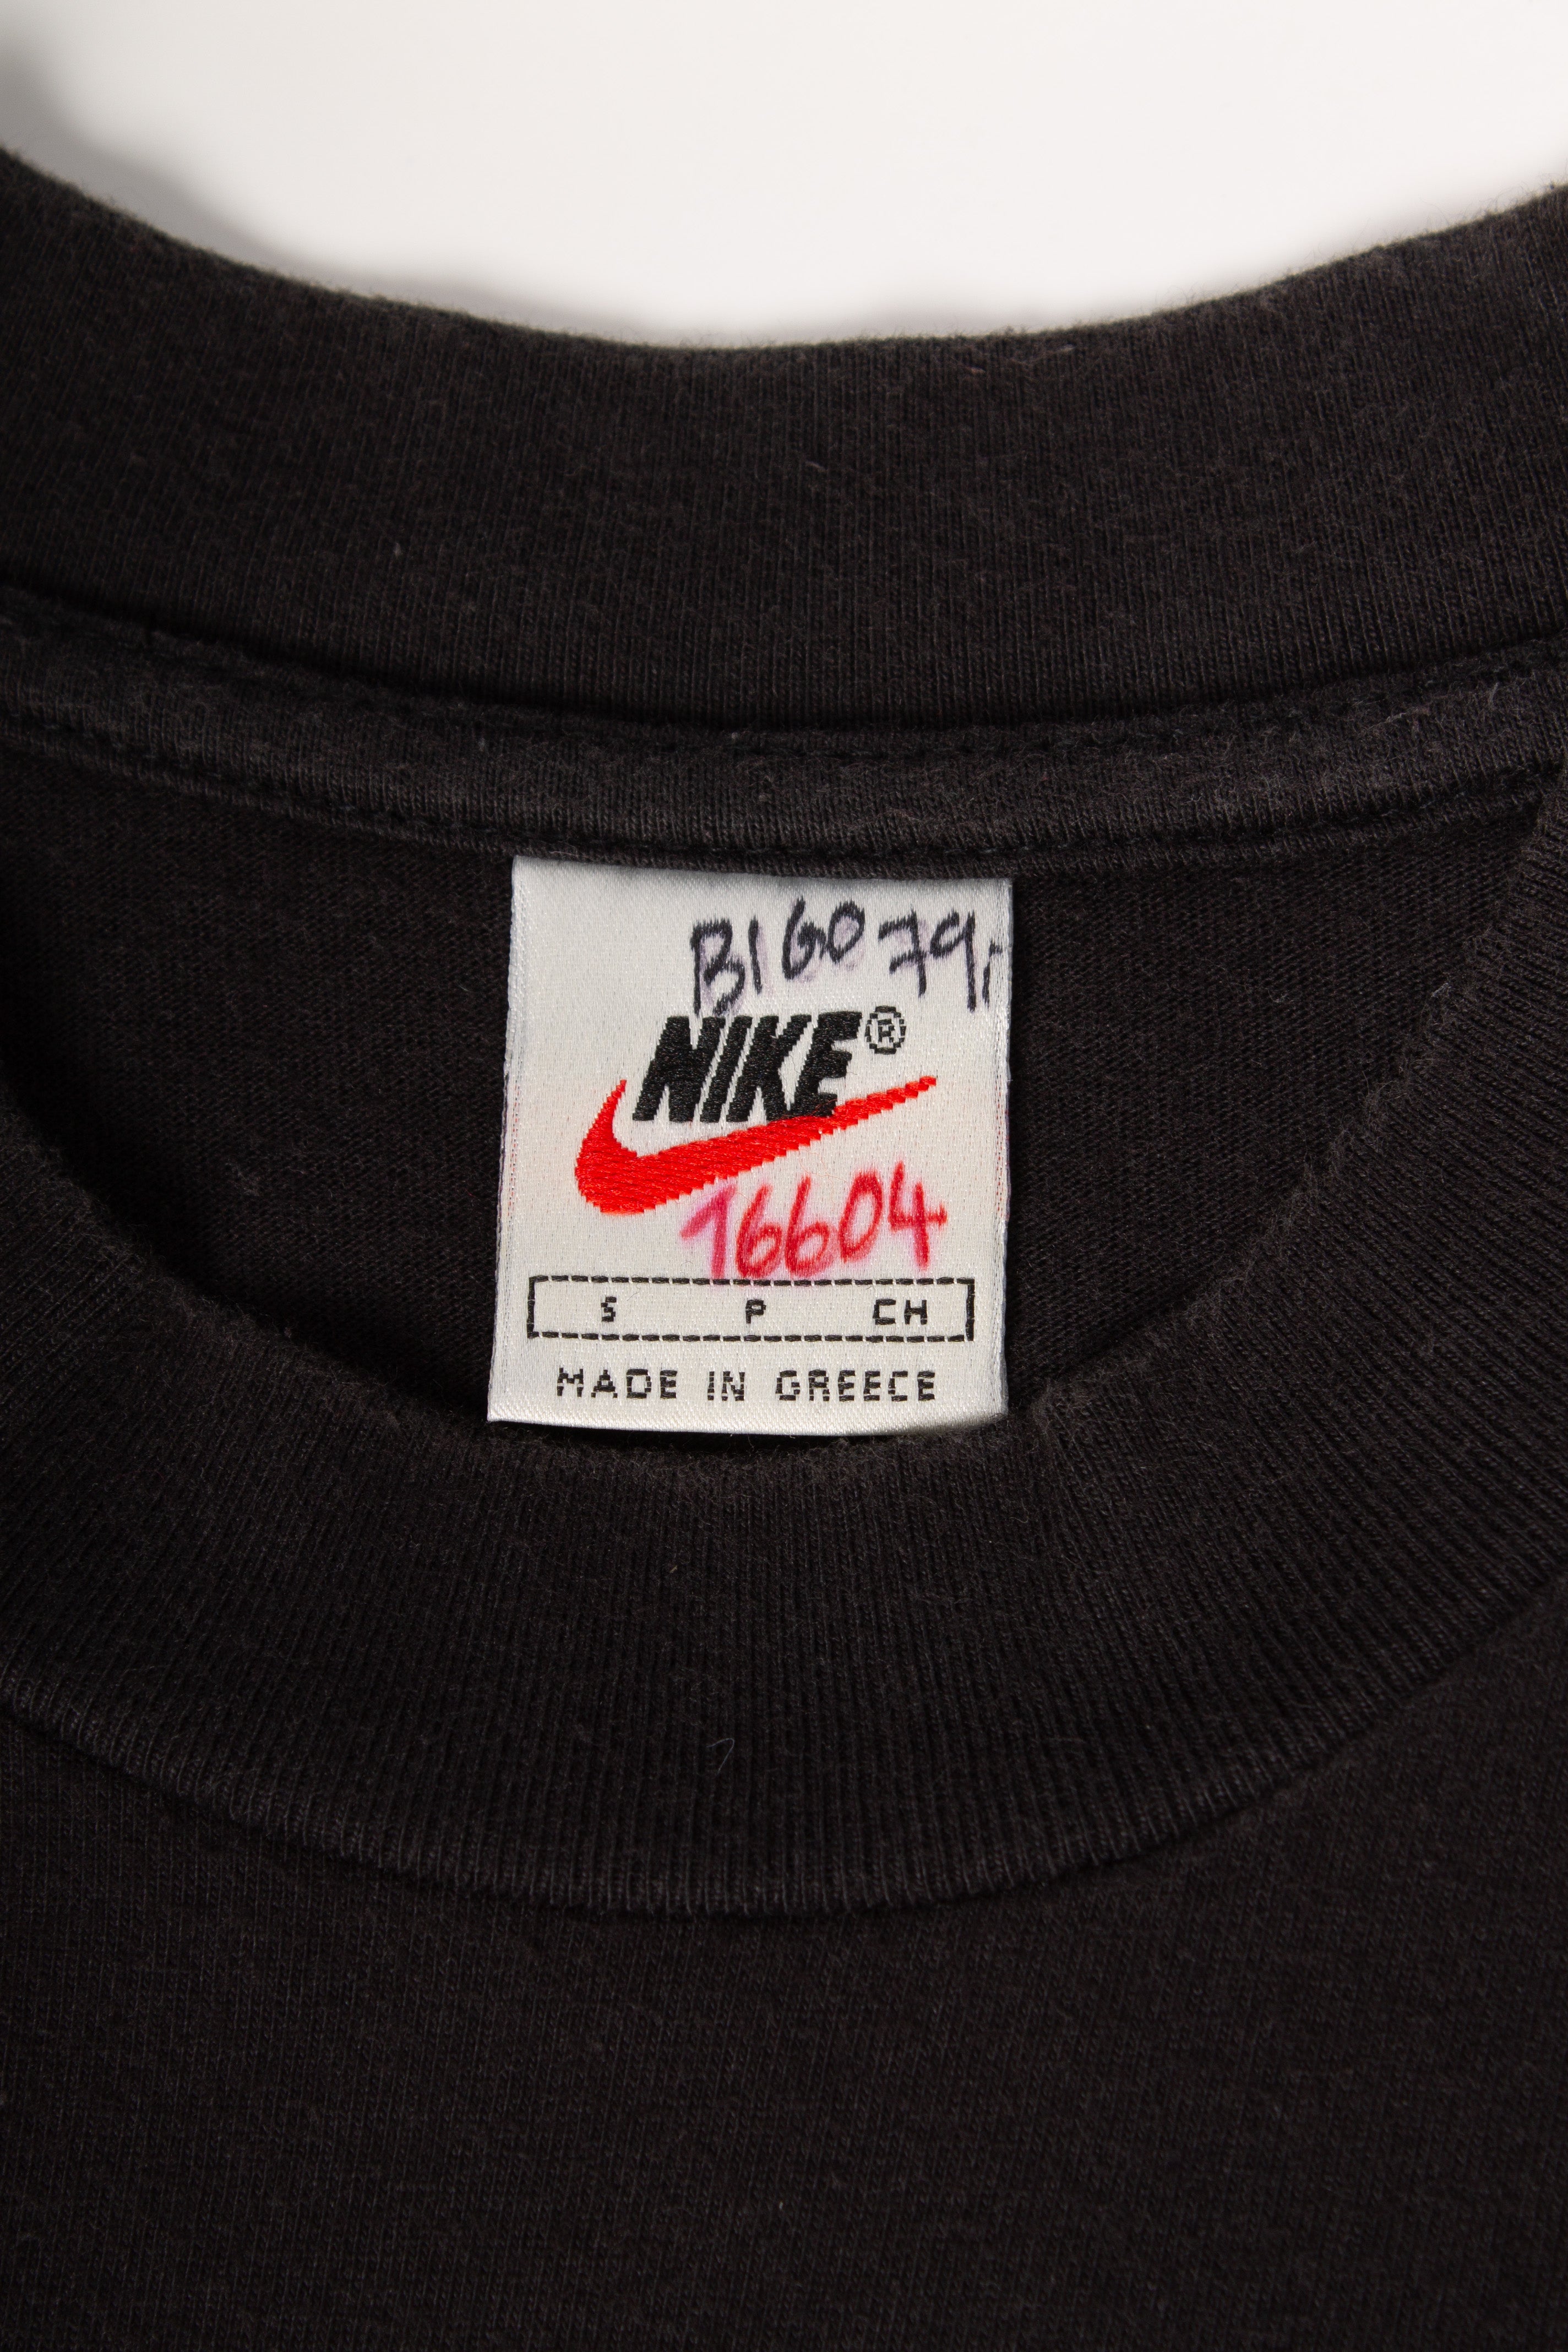 B16079
NIKE®
16604
S P CH
MADE IN GREECE